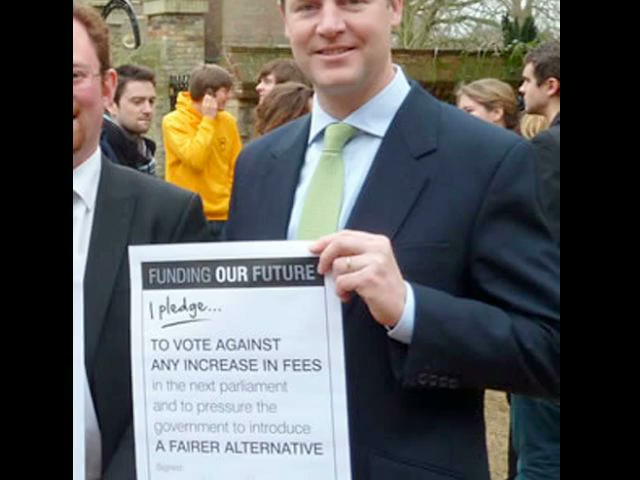 FUNDING OUR FUTURE
I pledge...
TO VOTE AGAINST
ANY INCREASE IN FEES
in the next parliament
and to pressure the
government to introduce
A FAIRER ALTERNATIVE
Signed: